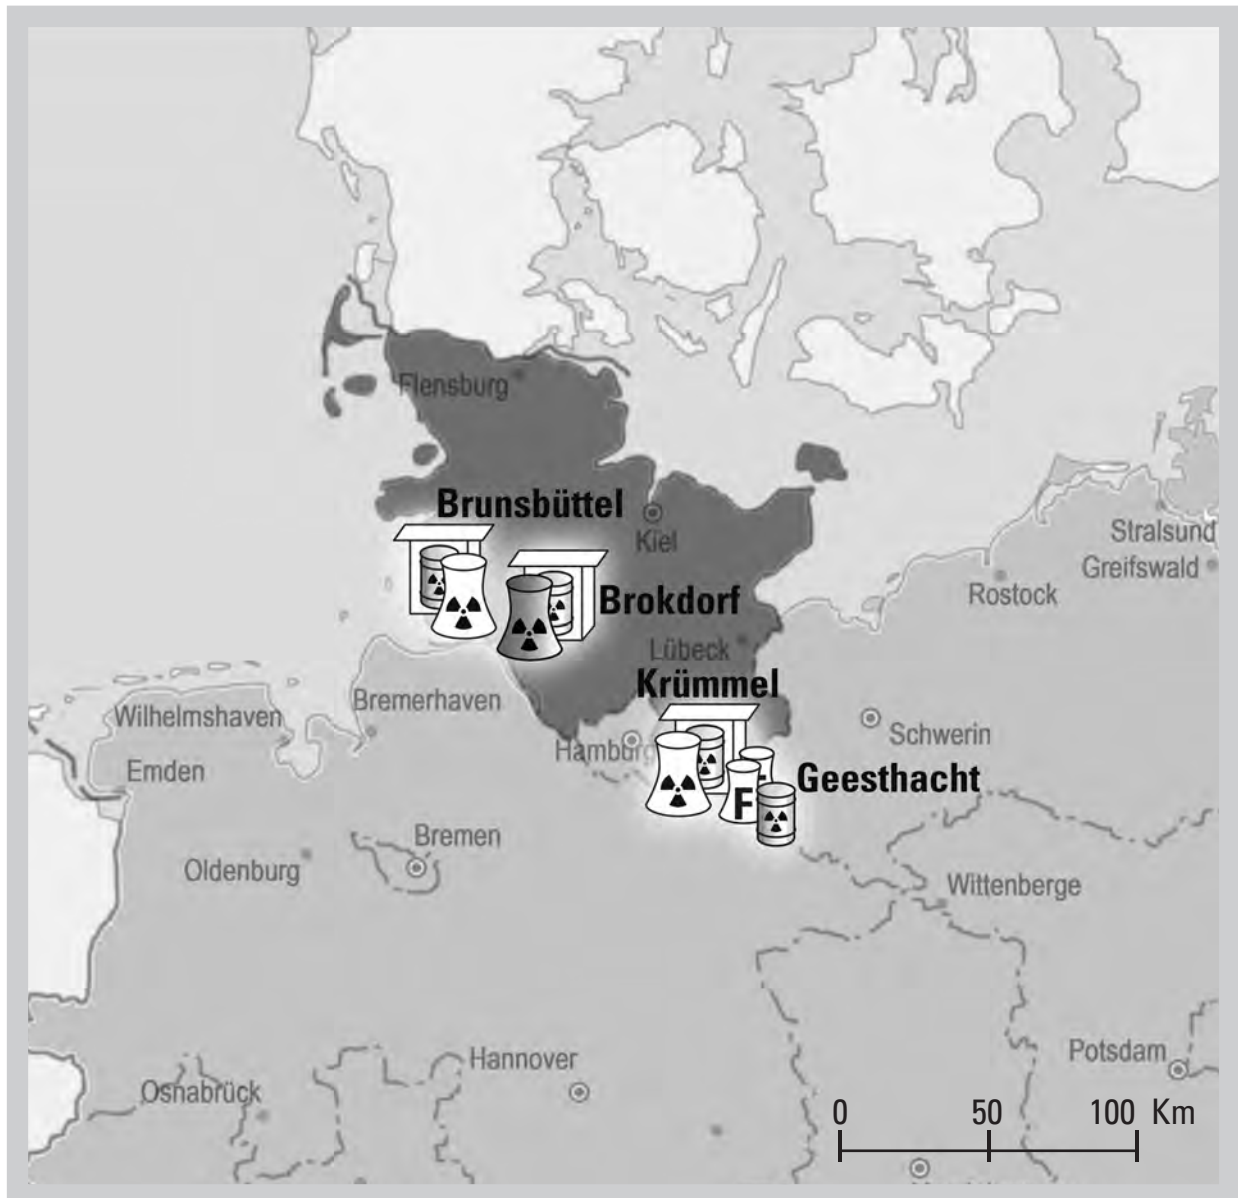 Flensburg
Brunsbüttel
Kiel
Stralsund
Greifswald
Rostock
Brokdorf
Lübeck
Krümmel
Bremerhaven
Wilhelmshaven
Schwerin
Hamburg
Emden
Geesthacht
F
Bremen
Oldenburg
Wittenberge
Hannover
Potsdam
Osnabrück
0 50 100 Km